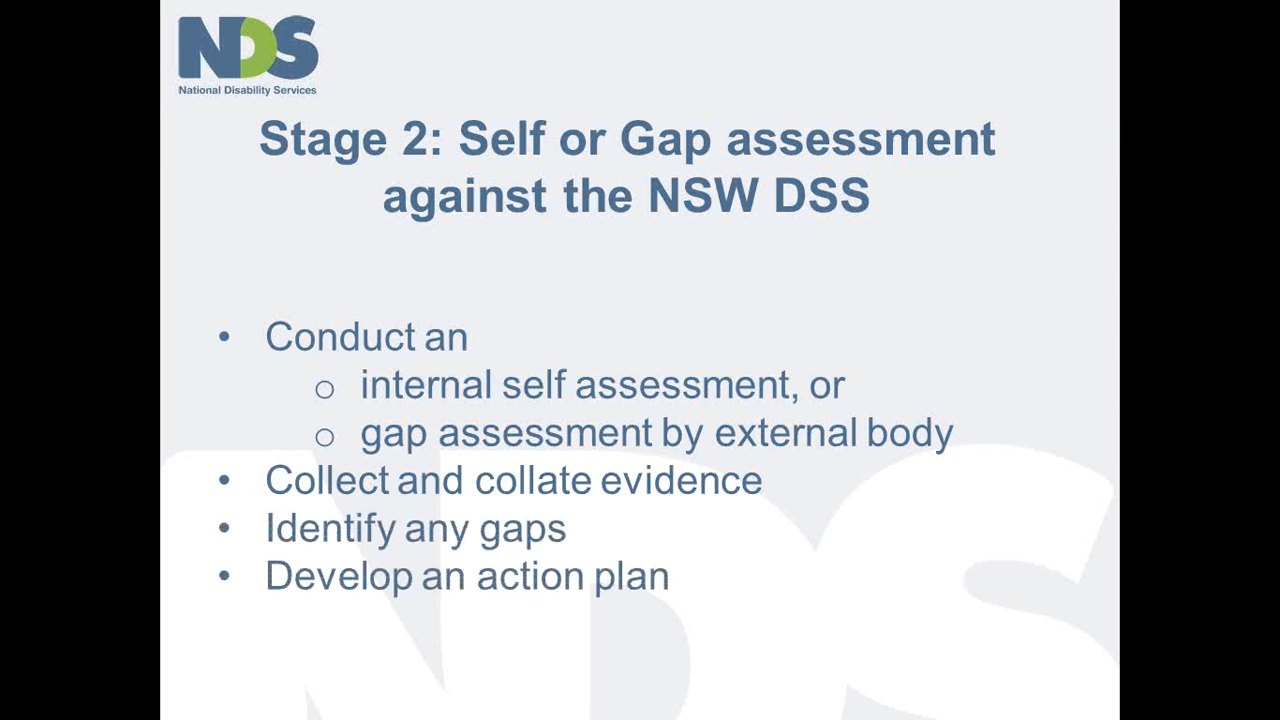 NDS
National Disability Services
Stage 2: Self or Gap assessment
against the NSW DSS
• Conduct an
o internal self assessment, or
o gap assessment by external body
• Collect and collate evidence
• Identify any gaps
• Develop an action plan
NDS